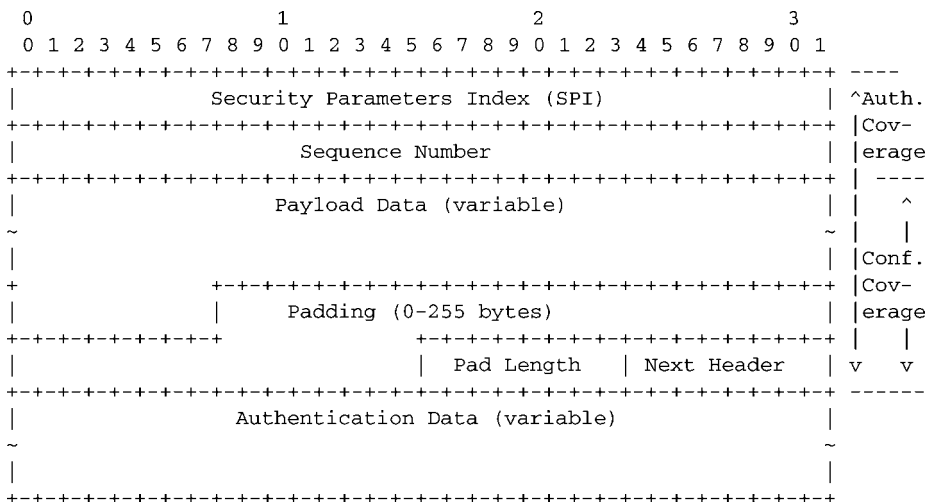 0                   1                   2                   3
0 1 2 3 4 5 6 7 8 9 0 1 2 3 4 5 6 7 8 9 0 1 2 3 4 5 6 7 8 9 0 1
+-+-+-+-+-+-+-+-+-+-+-+-+-+-+-+-+-+-+-+-+-+-+-+-+-+-+-+-+-+-+-+-+ ----
|               Security Parameters Index (SPI)                 | ^Auth.
+-+-+-+-+-+-+-+-+-+-+-+-+-+-+-+-+-+-+-+-+-+-+-+-+-+-+-+-+-+-+-+-+ |Cov-
|                      Sequence Number                          | |erage
+-+-+-+-+-+-+-+-+-+-+-+-+-+-+-+-+-+-+-+-+-+-+-+-+-+-+-+-+-+-+-+-+ | ----
|                    Payload Data (variable)                    | |   ^
~                                                               ~ |   |
|                                                               | |Conf.
+               +-+-+-+-+-+-+-+-+-+-+-+-+-+-+-+-+-+-+-+-+-+-+-+-+ |Cov-
|               |     Padding (0-255 bytes)                     | |erage
+-+-+-+-+-+-+-+-+               +-+-+-+-+-+-+-+-+-+-+-+-+-+-+-+-+ |   |
|                               |  Pad Length   | Next Header   | v   v
+-+-+-+-+-+-+-+-+-+-+-+-+-+-+-+-+-+-+-+-+-+-+-+-+-+-+-+-+-+-+-+-+ ------
|                 Authentication Data (variable)                |
~                                                               ~
|                                                               |
+-+-+-+-+-+-+-+-+-+-+-+-+-+-+-+-+-+-+-+-+-+-+-+-+-+-+-+-+-+-+-+-+